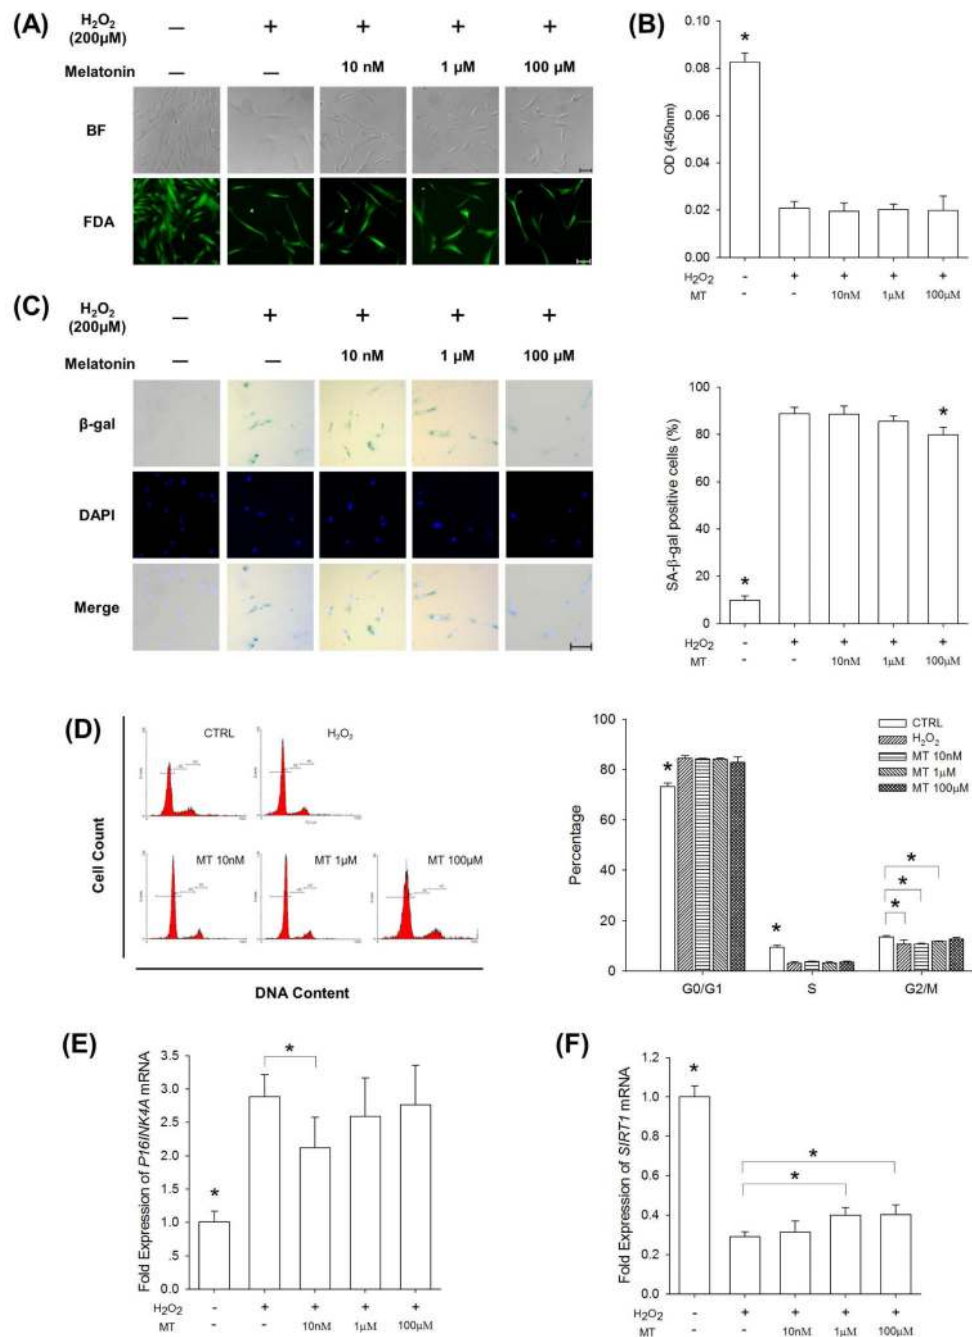 (A)
H2O2
(200µM)
— + + + +
Melatonin — — 10 nM 1 µM 100 µM
BF
FDA
(B)
OD (450nm)
0.10
0.08
0.06
0.04
0.02
0.00
*
H2O2 - + + + +
MT - - 10nM 1µM 100µM
(C)
H2O2
(200µM)
— + + + +
Melatonin — — 10 nM 1 µM 100 µM
β-gal
DAPI
Merge
SA-β-gal positive cells (%)
100
80
60
40
20
0
* *
H2O2 - + + + +
MT - - 10nM 1µM 100µM
(D)
Cell Count
CTRL
H2O2
MT 10nM
MT 1µM
MT 100µM
DNA Content
Percentage
100
80
60
40
20
0
CTRL
H2O2
MT 10nM
MT 1µM
MT 100µM
* * * * *
G0/G1 S G2/M
(E)
Fold Expression of P16INK4A mRNA
3.5
3.0
2.5
2.0
1.5
1.0
.5
0.0
* *
H2O2 - + + + +
MT - - 10nM 1µM 100µM
(F)
Fold Expression of SIRT1 mRNA
1.2
1.0
0.8
0.6
0.4
0.2
0.0
* * *
H2O2 - + + + +
MT - - 10nM 1µM 100µM